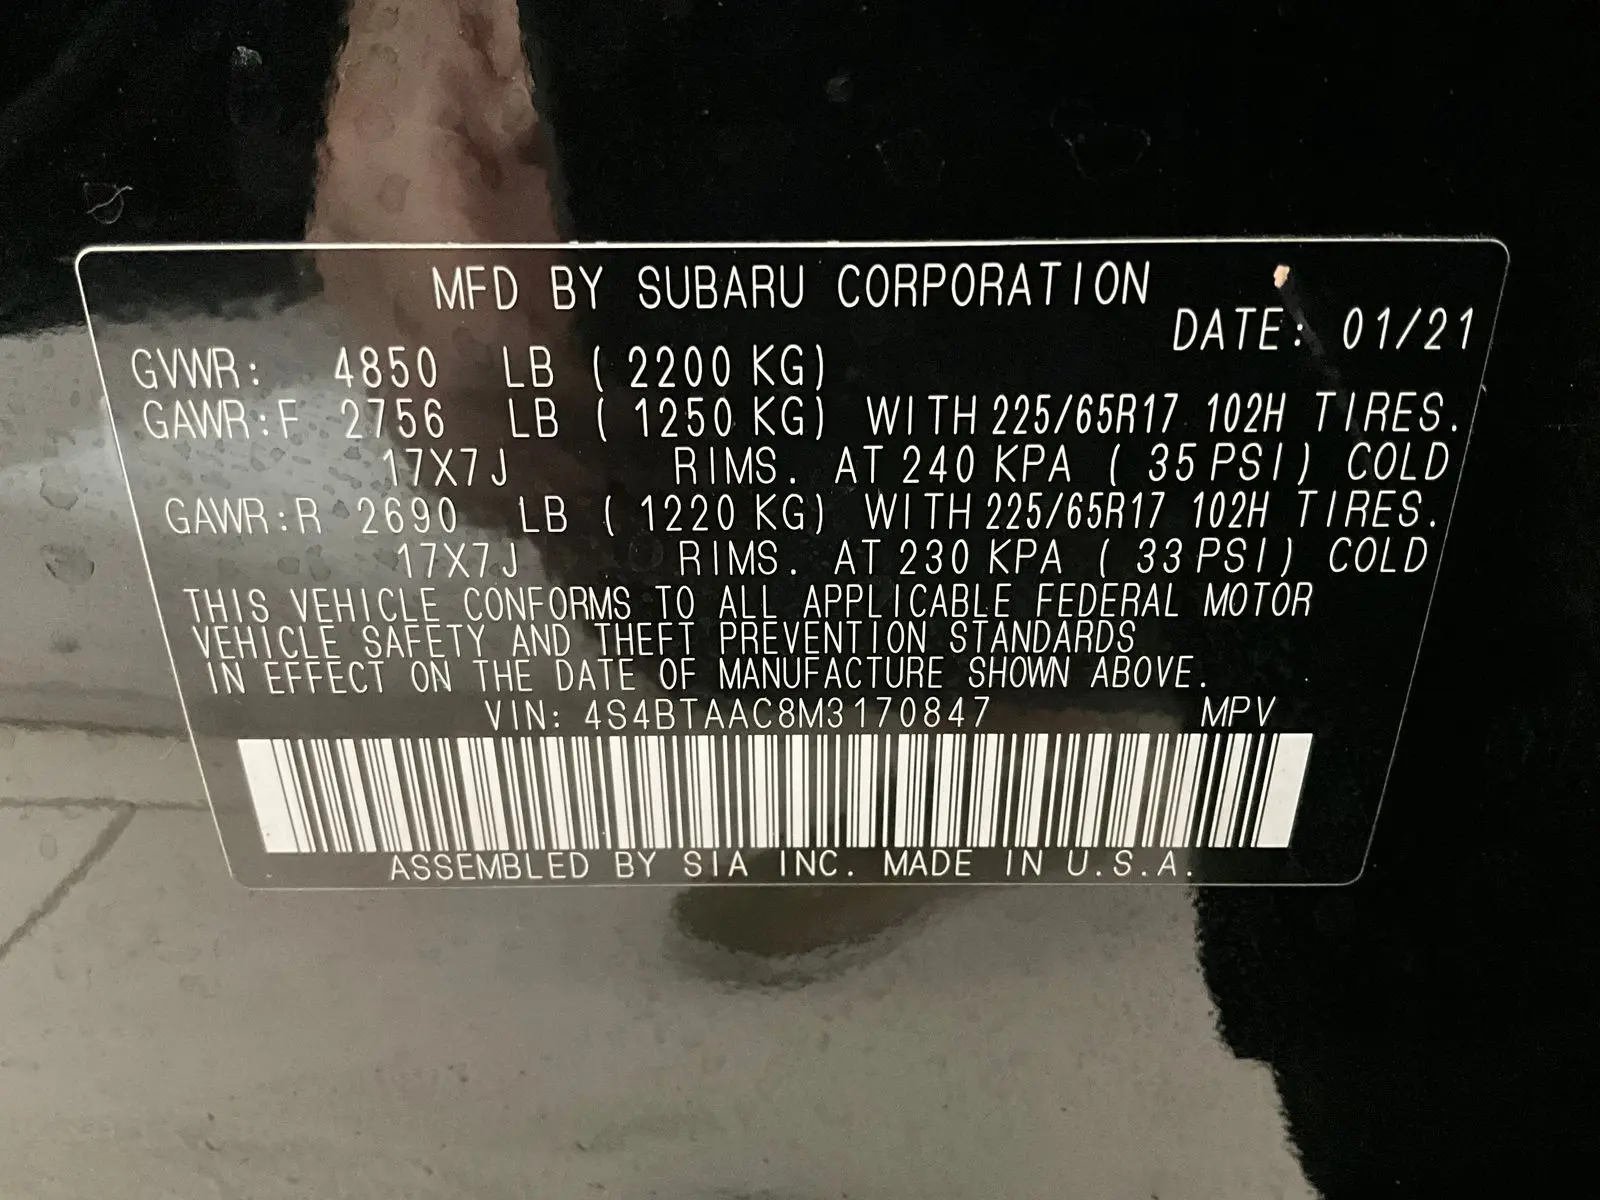 MFD BY SUBARU CORPORATION
DATE: 01/21
GVWR: 4850 LB ( 2200 KG)
GAWR:F 2756 LB ( 1250 KG) WITH 225/65R17 102H TIRES.
17X7J RIMS. AT 240 KPA ( 35 PSI) COLD
GAWR:R 2690 LB ( 1220 KG) WITH 225/65R17 102H TIRES.
17X7J RIMS. AT 230 KPA ( 33 PSI) COLD
THIS VEHICLE CONFORMS TO ALL APPLICABLE FEDERAL MOTOR
VEHICLE SAFETY AND THEFT PREVENTION STANDARDS
IN EFFECT ON THE DATE OF MANUFACTURE SHOWN ABOVE.
VIN: 4S4BTAAC8M3170847 MPV
ASSEMBLED BY SIA INC. MADE IN U.S.A.